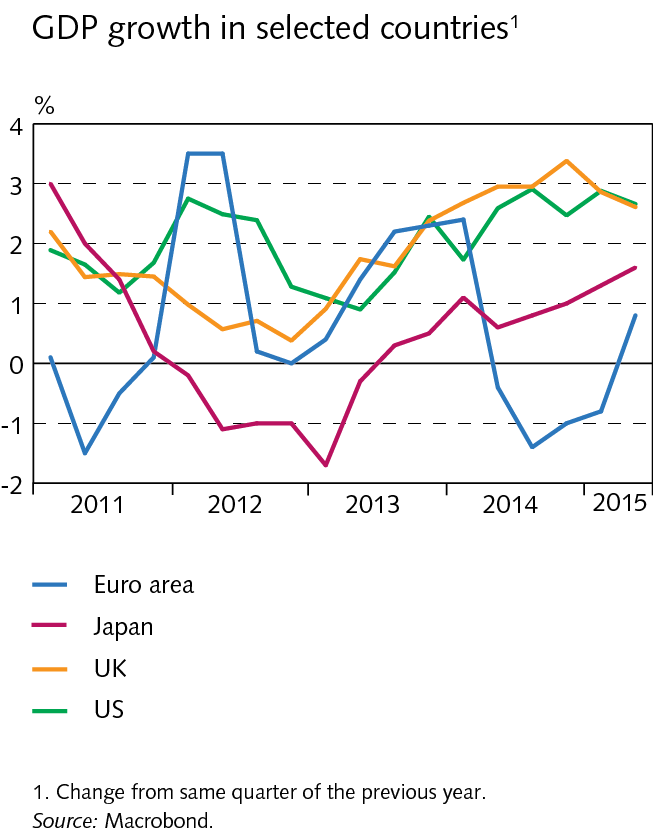 GDP growth in selected countries¹
%
4
3
2
1
0
-1
-2
2011 2012 2013 2014 2015
Euro area
Japan
UK
US
1. Change from same quarter of the previous year.
Source: Macrobond.